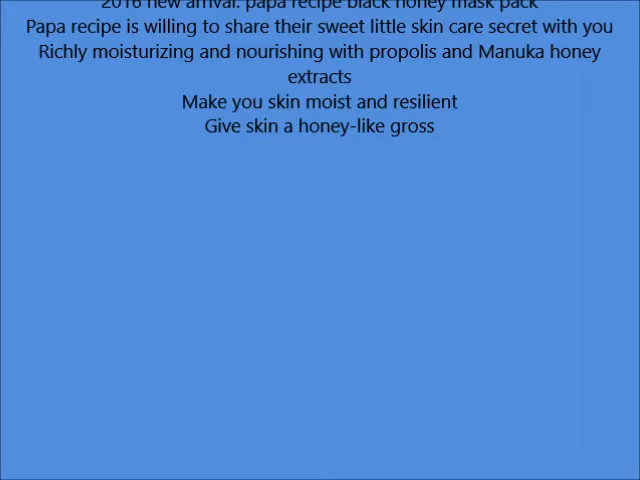 2016 new arrival. papa recipe black honey mask pack
Papa recipe is willing to share their sweet little skin care secret with you
Richly moisturizing and nourishing with propolis and Manuka honey
extracts
Make you skin moist and resilient
Give skin a honey-like gross